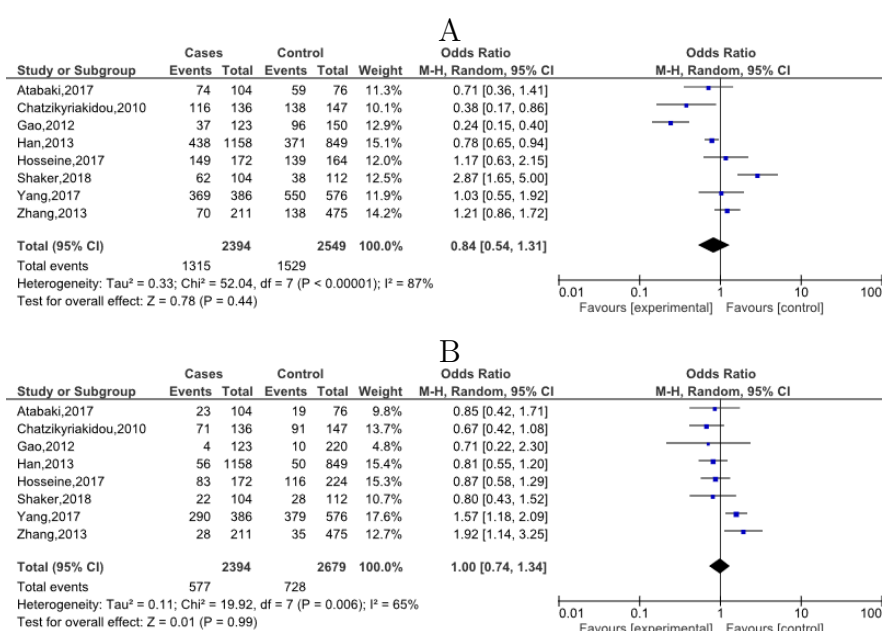 A
Cases Control Odds Ratio Odds Ratio
Study or Subgroup Events Total Events Total Weight M-H, Random, 95% CI M-H, Random, 95% CI
Atabaki,2017 74 104 59 76 11.3% 0.71 [0.36, 1.41]
Chatzikyriakidou,2010 116 136 138 147 10.1% 0.38 [0.17, 0.86]
Gao,2012 37 123 96 150 12.9% 0.24 [0.15, 0.40]
Han,2013 438 1158 371 849 15.1% 0.78 [0.65, 0.94]
Hosseine,2017 149 172 139 164 12.0% 1.17 [0.63, 2.15]
Shaker,2018 62 104 38 112 12.5% 2.87 [1.65, 5.00]
Yang,2017 369 386 550 576 11.9% 1.03 [0.55, 1.92]
Zhang,2013 70 211 138 475 14.2% 1.21 [0.86, 1.72]
Total (95% CI) 2394 2549 100.0% 0.84 [0.54, 1.31]
Total events 1315 1529
Heterogeneity: Tau² = 0.33; Chi² = 52.04, df = 7 (P < 0.00001); I² = 87%
Test for overall effect: Z = 0.78 (P = 0.44)
0.01 0.1 1 10 100
Favours [experimental] Favours [control]
B
Cases Control Odds Ratio Odds Ratio
Study or Subgroup Events Total Events Total Weight M-H, Random, 95% CI M-H, Random, 95% CI
Atabaki,2017 23 104 19 76 9.8% 0.85 [0.42, 1.71]
Chatzikyriakidou,2010 71 136 91 147 13.7% 0.67 [0.42, 1.08]
Gao,2012 4 123 10 220 4.8% 0.71 [0.22, 2.30]
Han,2013 56 1158 50 849 15.4% 0.81 [0.55, 1.20]
Hosseine,2017 83 172 116 224 15.3% 0.87 [0.58, 1.29]
Shaker,2018 22 104 28 112 10.7% 0.80 [0.43, 1.52]
Yang,2017 290 386 379 576 17.6% 1.57 [1.18, 2.09]
Zhang,2013 28 211 35 475 12.7% 1.92 [1.14, 3.25]
Total (95% CI) 2394 2679 100.0% 1.00 [0.74, 1.34]
Total events 577 728
Heterogeneity: Tau² = 0.11; Chi² = 19.92, df = 7 (P = 0.006); I² = 65%
Test for overall effect: Z = 0.01 (P = 0.99)
0.01 0.1 1 10 100
Favours [experimental] Favours [control]